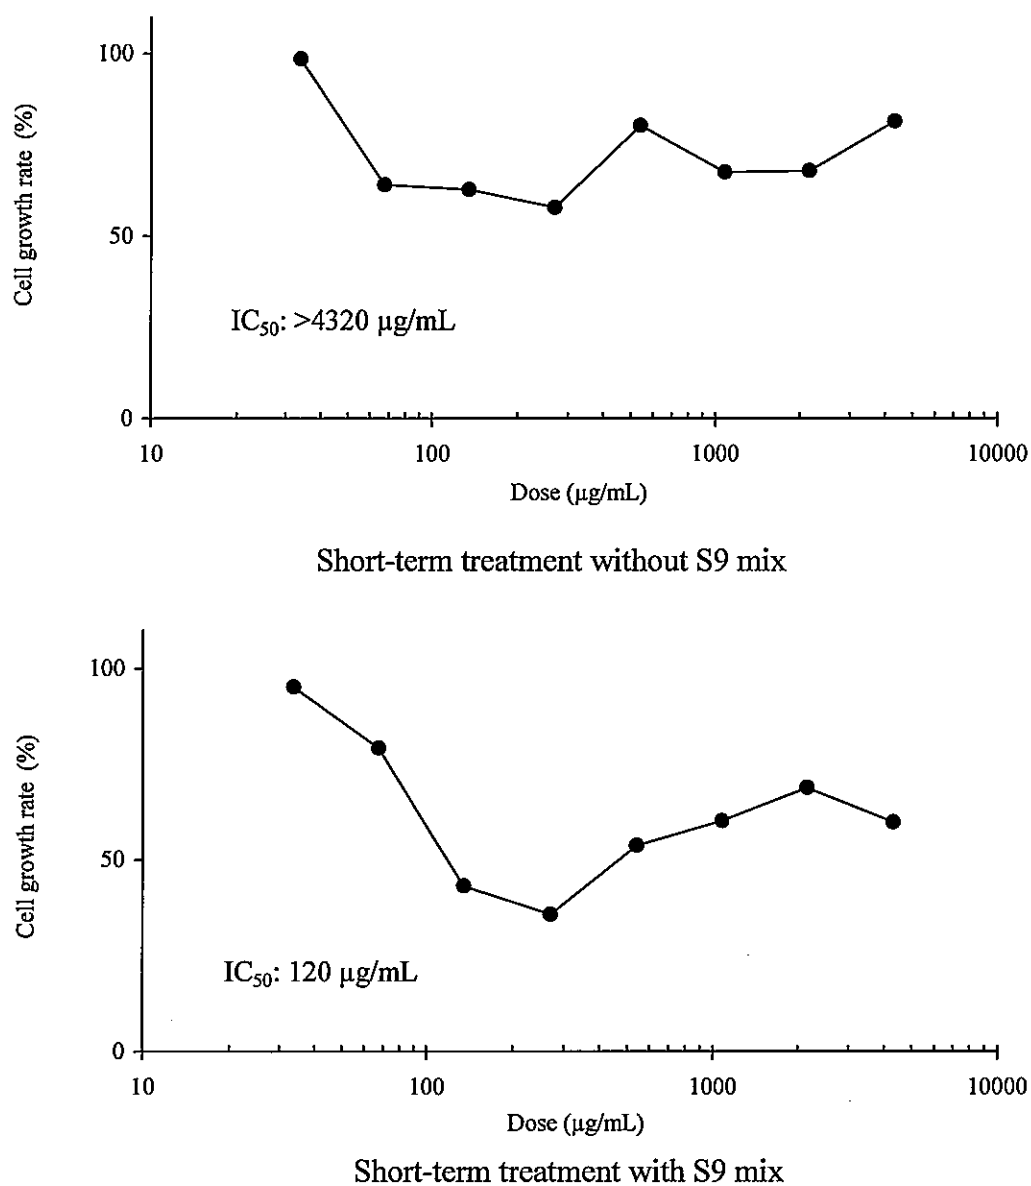 Cell growth rate (%)
100
50
0
IC₅₀: >4320 µg/mL
10
100
1000
10000
Dose (µg/mL)
Short-term treatment without S9 mix
Cell growth rate (%)
100
50
0
IC₅₀: 120 µg/mL
10
100
1000
10000
Dose (µg/mL)
Short-term treatment with S9 mix